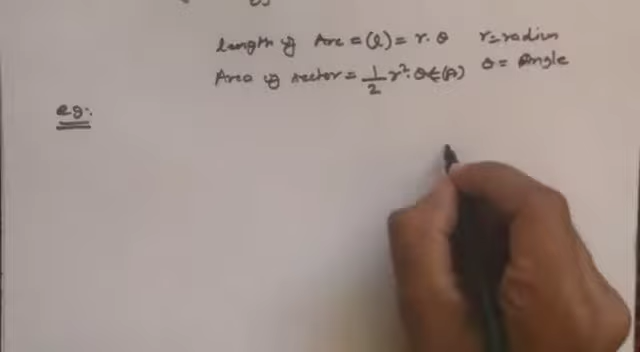 length of Arc = (l) = r. θ r = radius
Area of sector = 1/2 r². θ (A) θ = Angle
eg:.